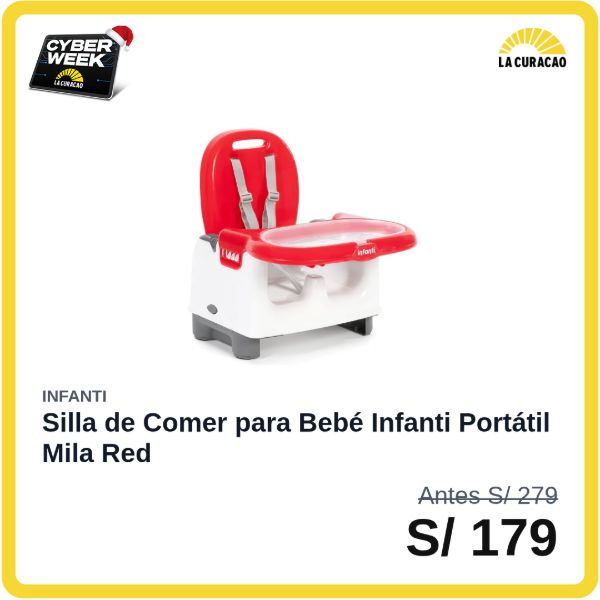 CYBER
WEEK
LA CURACAO
LA CURACAO
infanti
INFANTI
Silla de Comer para Bebé Infanti Portátil
Mila Red
Antes S/ 279
S/ 179